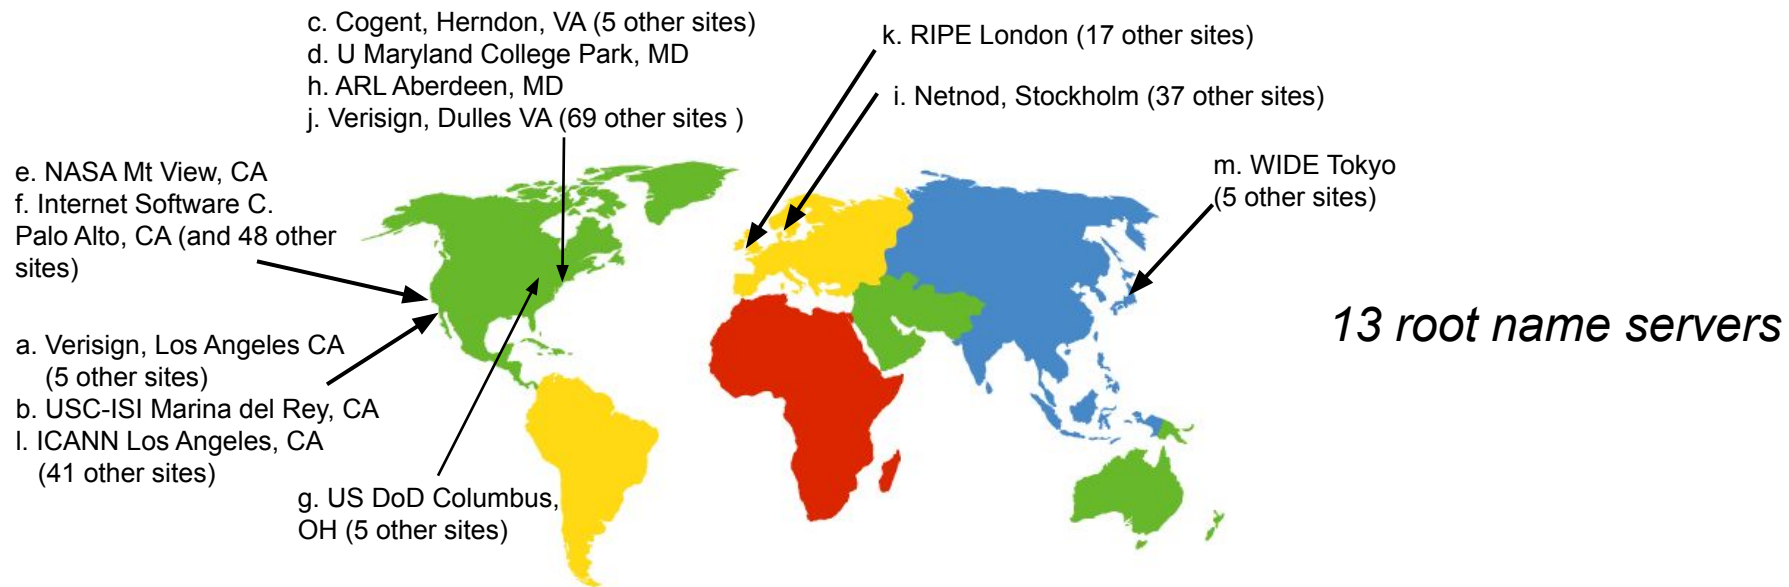 c. Cogent, Herndon, VA (5 other sites)
d. U Maryland College Park, MD
h. ARL Aberdeen, MD
j. Verisign, Dulles VA (69 other sites )
k. RIPE London (17 other sites)
i. Netnod, Stockholm (37 other sites)
m. WIDE Tokyo
(5 other sites)
e. NASA Mt View, CA
f. Internet Software C.
Palo Alto, CA (and 48 other
sites)
13 root name servers
a. Verisign, Los Angeles CA
(5 other sites)
b. USC-ISI Marina del Rey, CA
l. ICANN Los Angeles, CA
(41 other sites)
g. US DoD Columbus,
OH (5 other sites)